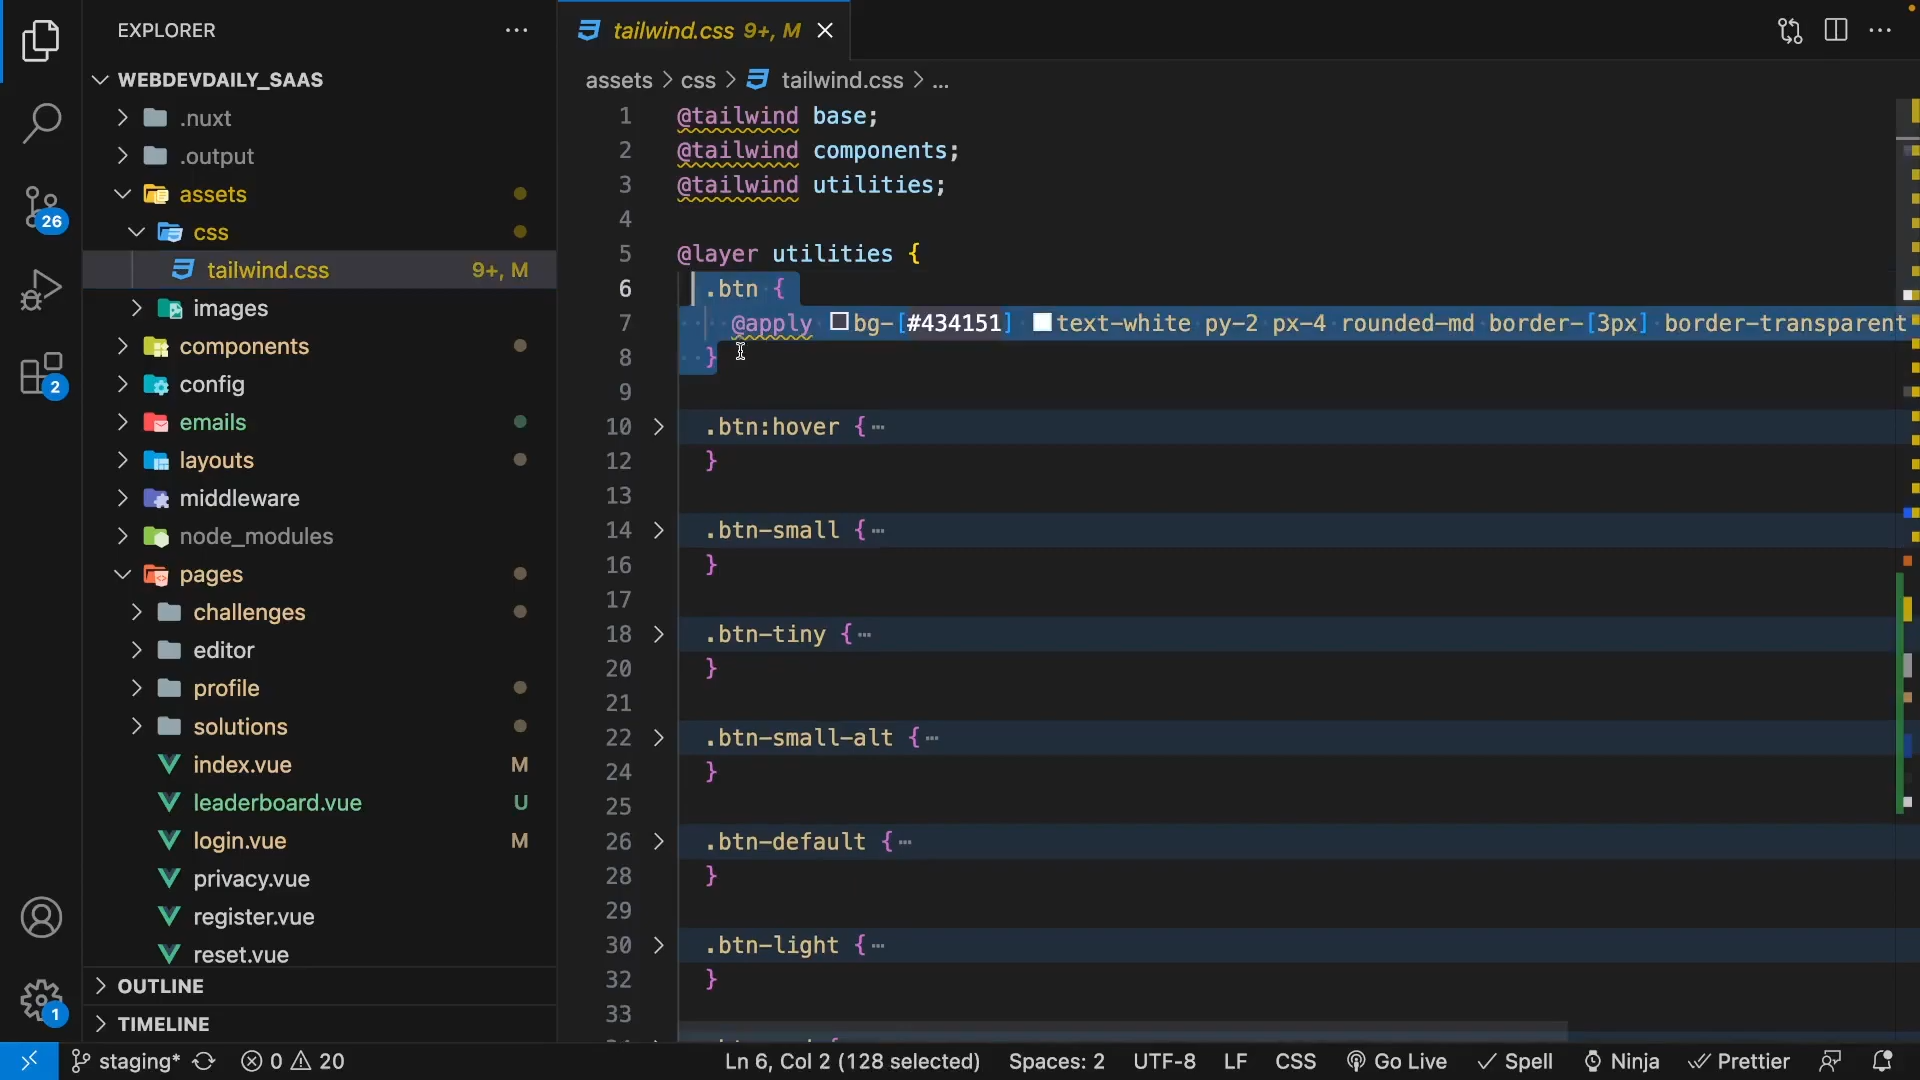 EXPLORER
WEBDEVDAILY_SAAS
.nuxt
.output
assets
css
tailwind.css 9+, M
images
components
config
emails
layouts
middleware
node_modules
pages
challenges
editor
profile
solutions
index.vue M
leaderboard.vue U
login.vue M
privacy.vue
register.vue
reset.vue
OUTLINE
TIMELINE
26
2
1
tailwind.css 9+, M
assets > css > tailwind.css > ...
1 @tailwind base;
2 @tailwind components;
3 @tailwind utilities;
4
5 @layer utilities {
6 .btn {
7 @apply bg-[#434151] text-white py-2 px-4 rounded-md border-[3px] border-transparent
8 }
9
10 .btn:hover {…
12 }
13
14 .btn-small {…
16 }
17
18 .btn-tiny {…
20 }
21
22 .btn-small-alt {…
24 }
25
26 .btn-default {…
28 }
29
30 .btn-light {…
32 }
33
staging* 0 20 Ln 6, Col 2 (128 selected) Spaces: 2 UTF-8 LF CSS Go Live Spell Ninja Prettier